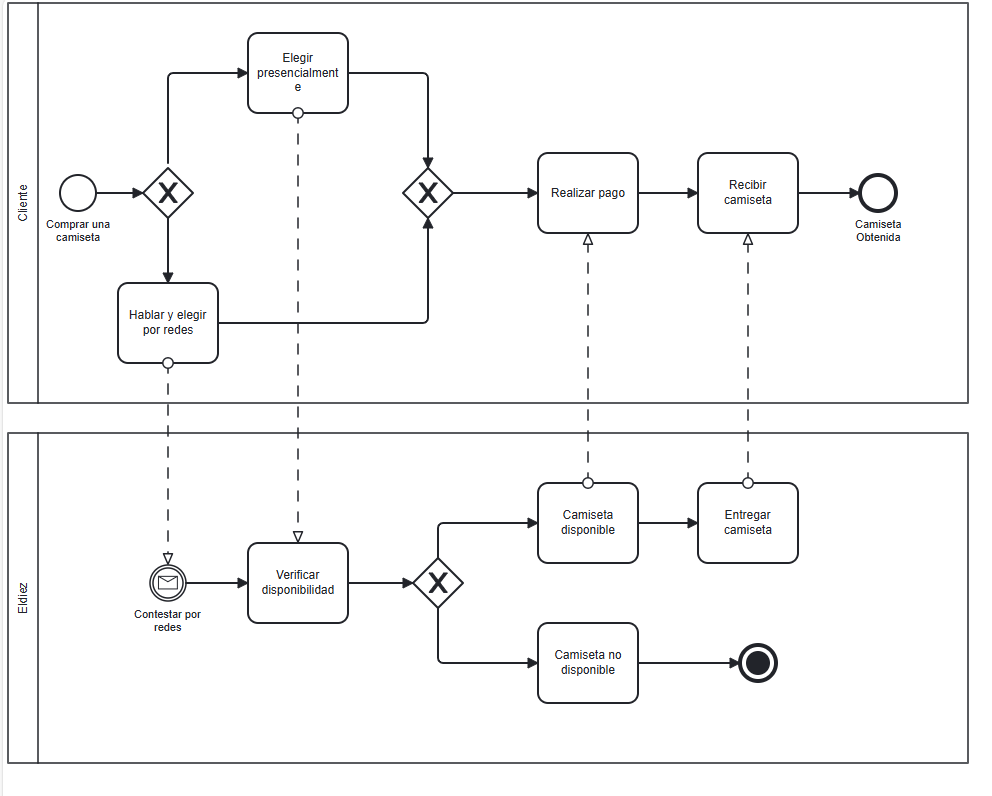 Cliente
Elegir
presencialment
e
Comprar una
camiseta
Hablar y elegir
por redes
Realizar pago
Recibir
camiseta
Camiseta
Obtenida
Eldiez
Contestar por
redes
Verificar
disponibilidad
Camiseta
disponible
Entregar
camiseta
Camiseta no
disponible